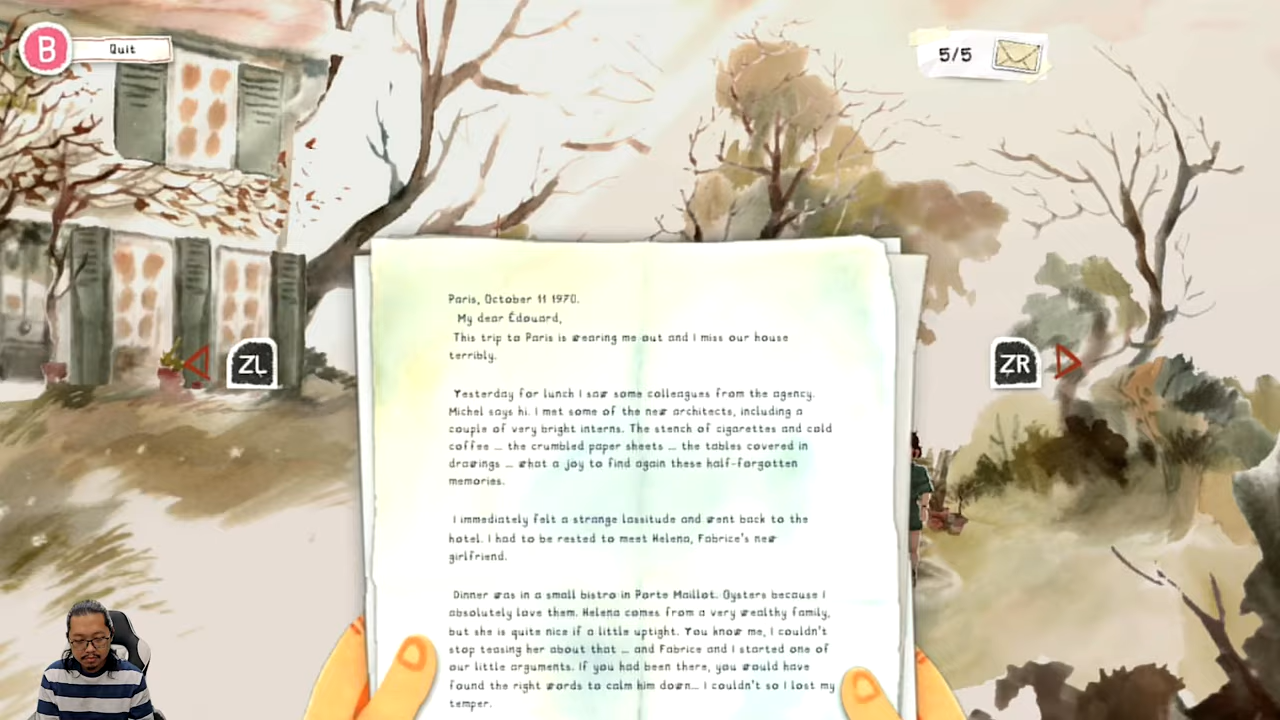 B Quit
5/5
ZL
ZR
Paris, October 11 1970.
My dear Édouard,
This trip to Paris is wearing me out and I miss our house
terribly.
Yesterday for lunch I saw some colleagues from the agency.
Michel says hi. I met some of the new architects, including a
couple of very bright interns. The stench of cigarettes and cold
coffee ... the crumbled paper sheets ... the tables covered in
drawings ... what a joy to find again these half-forgotten
memories.
I immediately felt a strange lassitude and went back to the
hotel. I had to be rested to meet Helena, Fabrice's new
girlfriend.
Dinner was in a small bistro in Porte Maillot. Oysters because I
absolutely love them. Helena comes from a very wealthy family,
but she is quite nice if a little uptight. You know me, I couldn't
stop teasing her about that ... and Fabrice and I started one of
our little arguments. If you had been there, you would have
found the right words to calm him down... I couldn't so I lost my
temper.